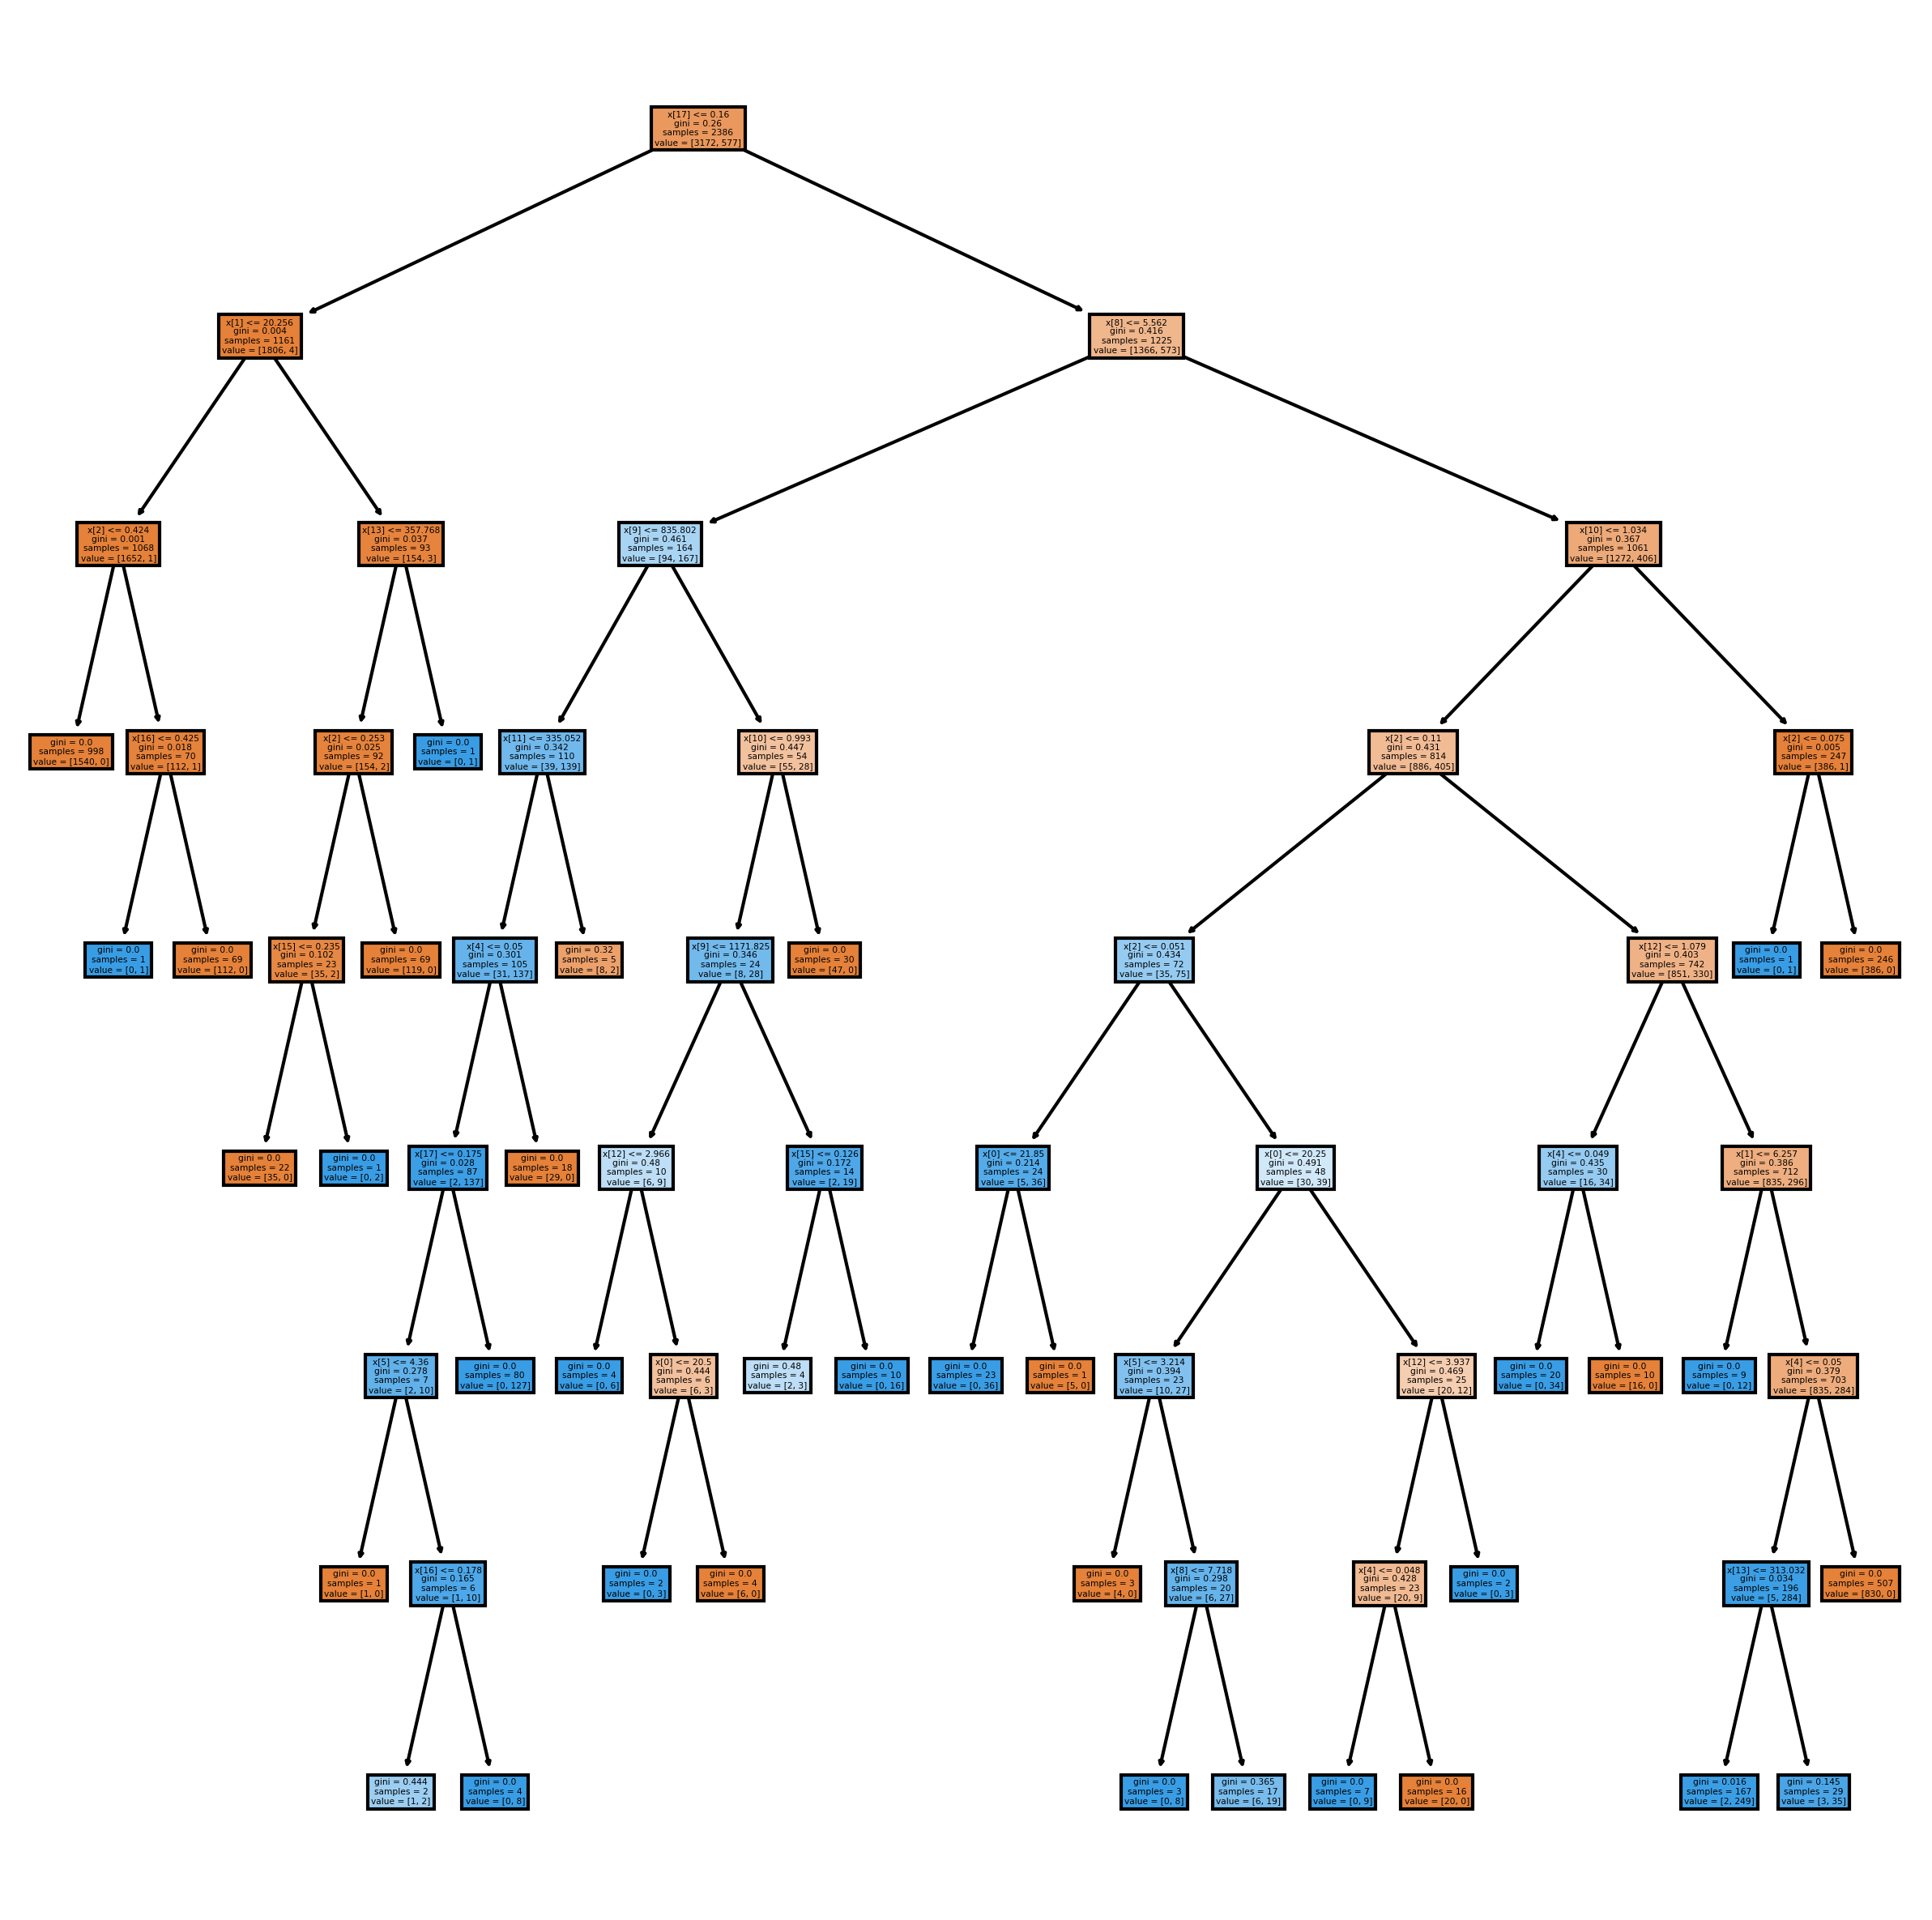 x[17] <= 0.16
gini = 0.26
samples = 2386
value = [3172, 577]
x[1] <= 20.256
gini = 0.004
samples = 1161
value = [1806, 4]
x[8] <= 5.562
gini = 0.416
samples = 1225
value = [1366, 573]
x[2] <= 0.424
gini = 0.001
samples = 1068
value = [1652, 1]
x[13] <= 357.768
gini = 0.037
samples = 93
value = [154, 3]
x[9] <= 835.802
gini = 0.461
samples = 164
value = [94, 167]
x[10] <= 1.034
gini = 0.367
samples = 1061
value = [1272, 406]
gini = 0.0
samples = 998
value = [1540, 0]
x[16] <= 0.425
gini = 0.018
samples = 70
value = [112, 1]
x[2] <= 0.253
gini = 0.025
samples = 92
value = [154, 2]
gini = 0.0
samples = 1
value = [0, 1]
x[11] <= 335.052
gini = 0.342
samples = 110
value = [39, 139]
x[10] <= 0.993
gini = 0.447
samples = 54
value = [55, 28]
x[2] <= 0.11
gini = 0.431
samples = 814
value = [886, 405]
x[2] <= 0.075
gini = 0.005
samples = 247
value = [386, 1]
gini = 0.0
samples = 1
value = [0, 1]
gini = 0.0
samples = 69
value = [112, 0]
x[15] <= 0.235
gini = 0.102
samples = 23
value = [35, 2]
gini = 0.0
samples = 69
value = [119, 0]
x[4] <= 0.05
gini = 0.301
samples = 105
value = [31, 137]
gini = 0.32
samples = 5
value = [8, 2]
x[9] <= 1171.825
gini = 0.346
samples = 24
value = [8, 28]
gini = 0.0
samples = 30
value = [47, 0]
x[2] <= 0.051
gini = 0.434
samples = 72
value = [35, 75]
x[12] <= 1.079
gini = 0.403
samples = 742
value = [851, 330]
gini = 0.0
samples = 1
value = [0, 1]
gini = 0.0
samples = 246
value = [386, 0]
gini = 0.0
samples = 22
value = [35, 0]
gini = 0.0
samples = 1
value = [0, 2]
x[17] <= 0.175
gini = 0.028
samples = 87
value = [2, 137]
gini = 0.0
samples = 18
value = [29, 0]
x[12] <= 2.966
gini = 0.48
samples = 10
value = [6, 9]
x[15] <= 0.126
gini = 0.172
samples = 14
value = [2, 19]
x[0] <= 21.85
gini = 0.214
samples = 24
value = [5, 36]
x[0] <= 20.25
gini = 0.491
samples = 48
value = [30, 39]
x[4] <= 0.049
gini = 0.435
samples = 30
value = [16, 34]
x[1] <= 6.257
gini = 0.386
samples = 712
value = [835, 296]
x[5] <= 4.36
gini = 0.278
samples = 7
value = [2, 10]
gini = 0.0
samples = 80
value = [0, 127]
gini = 0.0
samples = 4
value = [0, 6]
x[0] <= 20.5
gini = 0.444
samples = 6
value = [6, 3]
gini = 0.48
samples = 4
value = [2, 3]
gini = 0.0
samples = 10
value = [0, 16]
gini = 0.0
samples = 23
value = [0, 36]
gini = 0.0
samples = 1
value = [5, 0]
x[5] <= 3.214
gini = 0.394
samples = 23
value = [10, 27]
x[12] <= 3.937
gini = 0.469
samples = 25
value = [20, 12]
gini = 0.0
samples = 20
value = [0, 34]
gini = 0.0
samples = 10
value = [16, 0]
gini = 0.0
samples = 9
value = [0, 12]
x[4] <= 0.05
gini = 0.379
samples = 703
value = [835, 284]
gini = 0.0
samples = 1
value = [1, 0]
x[16] <= 0.178
gini = 0.165
samples = 6
value = [1, 10]
gini = 0.0
samples = 2
value = [0, 3]
gini = 0.0
samples = 4
value = [6, 0]
gini = 0.0
samples = 3
value = [4, 0]
x[8] <= 7.718
gini = 0.298
samples = 20
value = [6, 27]
x[4] <= 0.048
gini = 0.428
samples = 23
value = [20, 9]
gini = 0.0
samples = 2
value = [0, 3]
x[13] <= 313.032
gini = 0.034
samples = 196
value = [5, 284]
gini = 0.0
samples = 507
value = [830, 0]
gini = 0.444
samples = 2
value = [1, 2]
gini = 0.0
samples = 4
value = [0, 8]
gini = 0.0
samples = 3
value = [0, 8]
gini = 0.365
samples = 17
value = [6, 19]
gini = 0.0
samples = 7
value = [0, 9]
gini = 0.0
samples = 16
value = [20, 0]
gini = 0.016
samples = 167
value = [2, 249]
gini = 0.145
samples = 29
value = [3, 35]